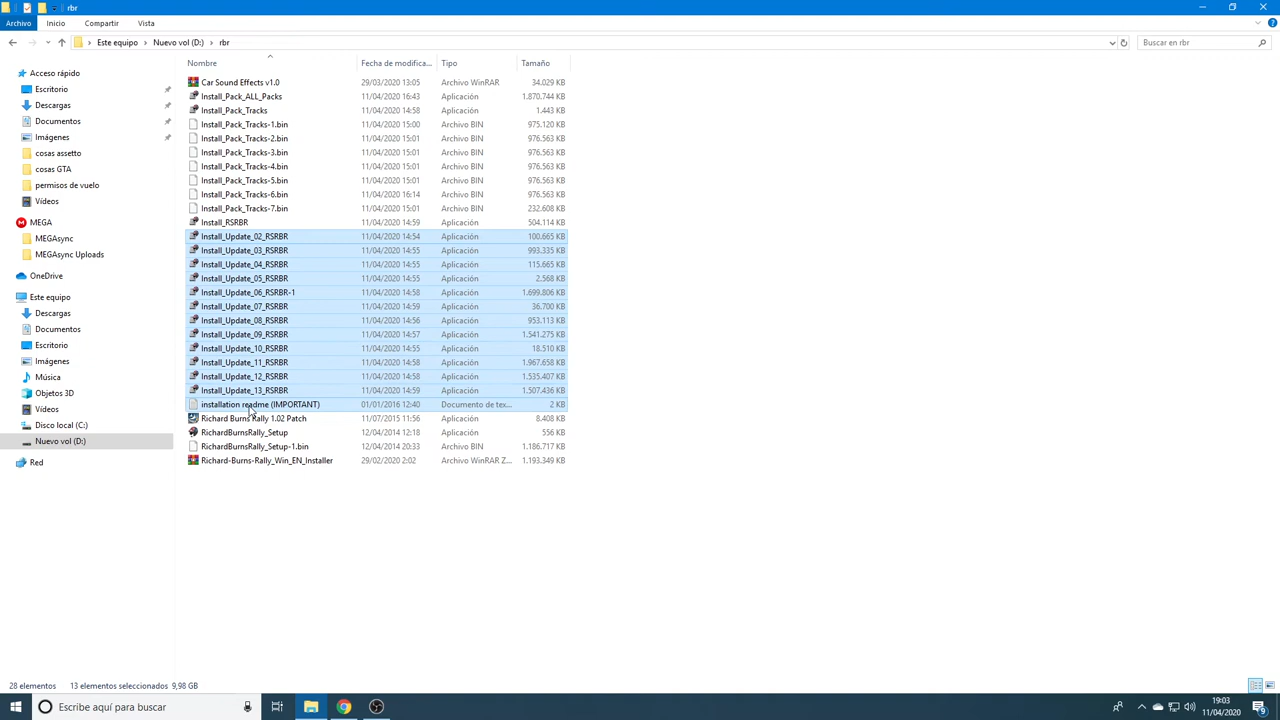 rbr
Archivo Inicio Compartir Vista
Este equipo > Nuevo vol (D:) > rbr
Buscar en rbr
Nombre Fecha de modifica... Tipo Tamaño
Acceso rápido
Escritorio
Descargas
Documentos
Imágenes
cosas assetto
cosas GTA
permisos de vuelo
Vídeos
MEGA
MEGAsync
MEGAsync Uploads
OneDrive
Este equipo
Descargas
Documentos
Escritorio
Imágenes
Música
Objetos 3D
Vídeos
Disco local (C:)
Nuevo vol (D:)
Red
Car Sound Effects v1.0 29/03/2020 13:05 Archivo WinRAR 34.029 KB
Install_Pack_ALL_Packs 11/04/2020 16:43 Aplicación 1.870.744 KB
Install_Pack_Tracks 11/04/2020 14:58 Aplicación 1.443 KB
Install_Pack_Tracks-1.bin 11/04/2020 15:00 Archivo BIN 975.120 KB
Install_Pack_Tracks-2.bin 11/04/2020 15:01 Archivo BIN 976.563 KB
Install_Pack_Tracks-3.bin 11/04/2020 15:01 Archivo BIN 976.563 KB
Install_Pack_Tracks-4.bin 11/04/2020 15:01 Archivo BIN 976.563 KB
Install_Pack_Tracks-5.bin 11/04/2020 15:01 Archivo BIN 976.563 KB
Install_Pack_Tracks-6.bin 11/04/2020 16:14 Archivo BIN 976.563 KB
Install_Pack_Tracks-7.bin 11/04/2020 15:01 Archivo BIN 232.608 KB
Install_RSRBR 11/04/2020 14:59 Aplicación 504.114 KB
Install_Update_02_RSRBR 11/04/2020 14:54 Aplicación 100.665 KB
Install_Update_03_RSRBR 11/04/2020 14:55 Aplicación 993.335 KB
Install_Update_04_RSRBR 11/04/2020 14:55 Aplicación 115.665 KB
Install_Update_05_RSRBR 11/04/2020 14:55 Aplicación 2.568 KB
Install_Update_06_RSRBR-1 11/04/2020 14:58 Aplicación 1.699.806 KB
Install_Update_07_RSRBR 11/04/2020 14:59 Aplicación 36.700 KB
Install_Update_08_RSRBR 11/04/2020 14:56 Aplicación 953.113 KB
Install_Update_09_RSRBR 11/04/2020 14:57 Aplicación 1.541.275 KB
Install_Update_10_RSRBR 11/04/2020 14:55 Aplicación 18.510 KB
Install_Update_11_RSRBR 11/04/2020 14:58 Aplicación 1.967.658 KB
Install_Update_12_RSRBR 11/04/2020 14:58 Aplicación 1.535.407 KB
Install_Update_13_RSRBR 11/04/2020 14:59 Aplicación 1.507.436 KB
installation readme (IMPORTANT) 01/01/2016 12:40 Documento de tex... 2 KB
Richard Burns Rally 1.02 Patch 11/07/2015 11:56 Aplicación 8.408 KB
RichardBurnsRally_Setup 12/04/2014 12:18 Aplicación 556 KB
RichardBurnsRally_Setup-1.bin 12/04/2014 20:33 Archivo BIN 1.186.717 KB
Richard-Burns-Rally_Win_EN_Installer 29/02/2020 2:02 Archivo WinRAR Z... 1.193.349 KB
28 elementos 13 elementos seleccionados 9,98 GB
Escribe aquí para buscar
19:03
11/04/2020